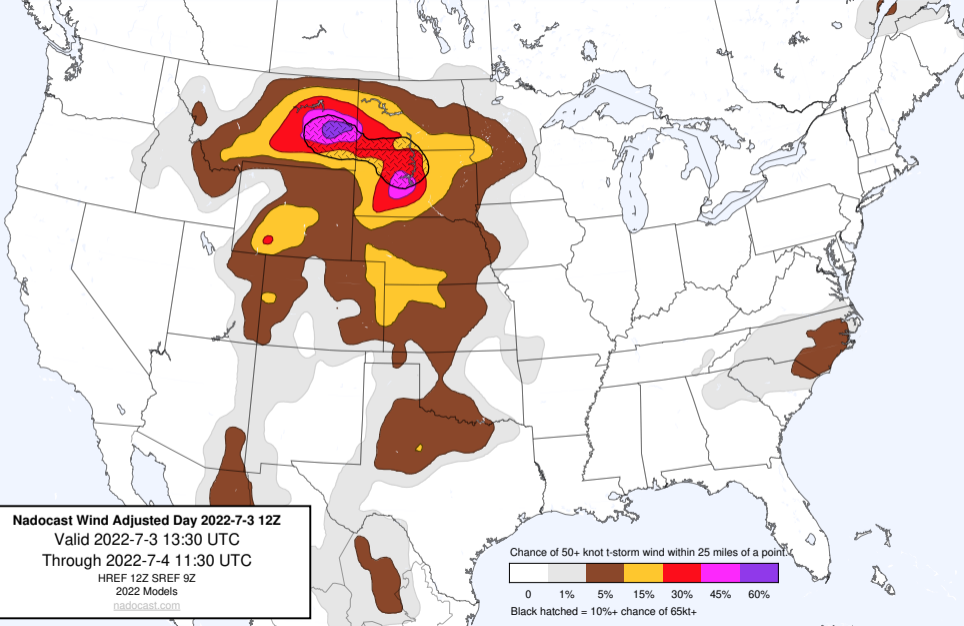 Nadocast Wind Adjusted Day 2022-7-3 12Z
Valid 2022-7-3 13:30 UTC
Through 2022-7-4 11:30 UTC
HREF 12Z SREF 9Z
2022 Models
nadocast.com
Chance of 50+ knot t-storm wind within 25 miles of a point.
0 1% 5% 15% 30% 45% 60%
Black hatched = 10%+ chance of 65kt+